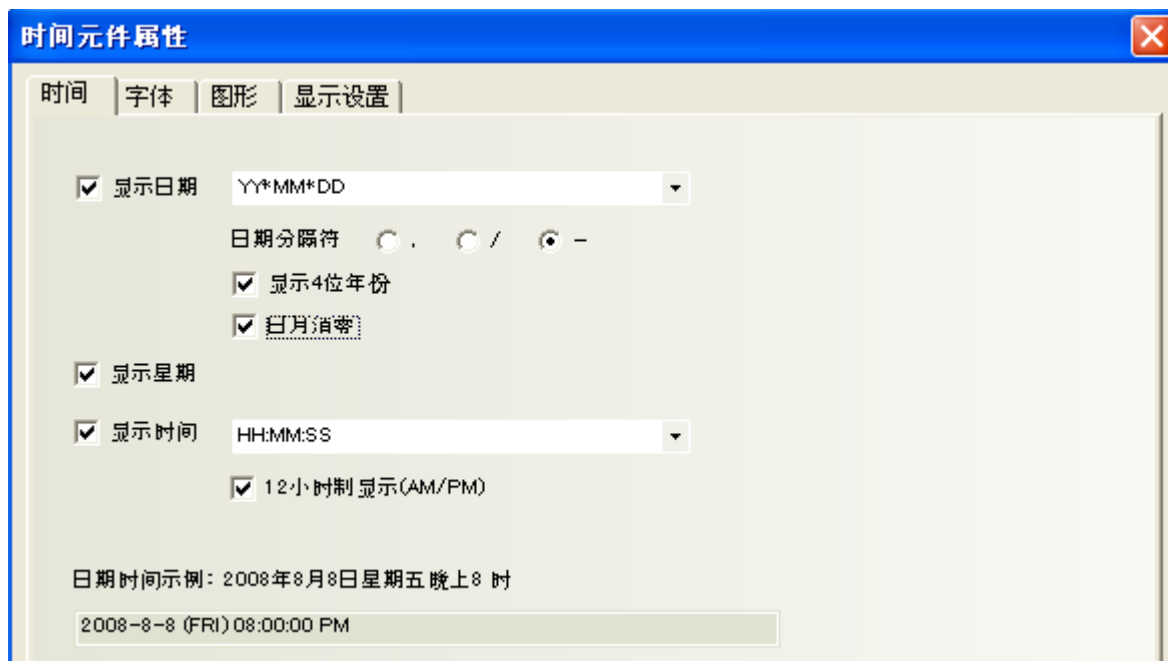 时间元件属性
时间 字体 图形 显示设置
显示日期 YY*MM*DD
日期分隔符 . / -
显示4位年份
日月消零
显示星期
显示时间 HH:MM:SS
12小时制显示(AM/PM)
日期时间示例: 2008年8月8日星期五晚上8 时
2008-8-8 (FRI) 08:00:00 PM